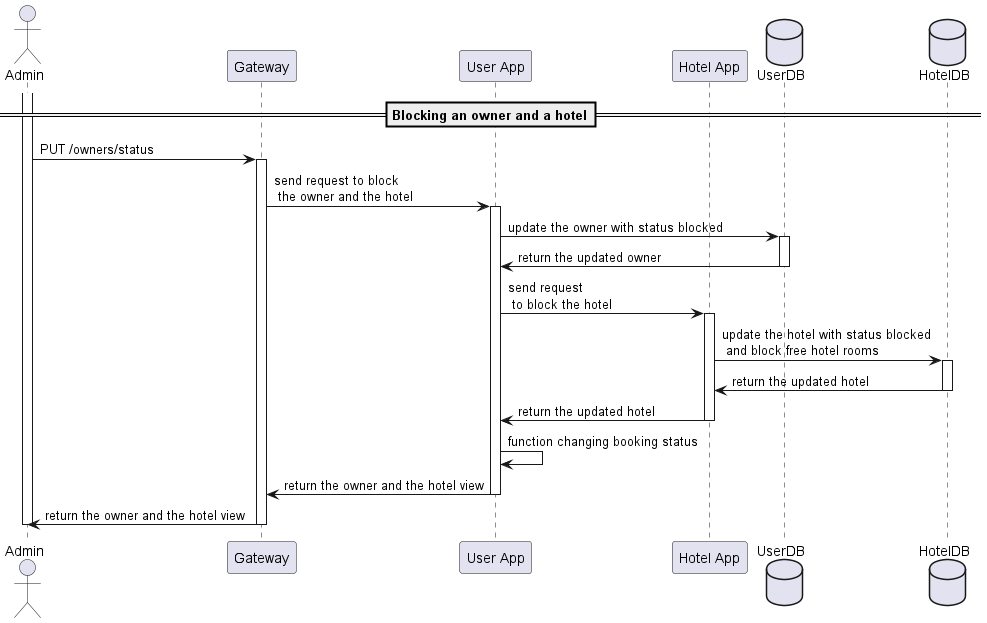 Admin
Gateway
User App
Hotel App
UserDB
HotelDB
Blocking an owner and a hotel
PUT /owners/status
send request to block
the owner and the hotel
update the owner with status blocked
return the updated owner
send request
to block the hotel
update the hotel with status blocked
and block free hotel rooms
return the updated hotel
return the updated hotel
function changing booking status
return the owner and the hotel view
return the owner and the hotel view
Admin
Gateway
User App
Hotel App
UserDB
HotelDB